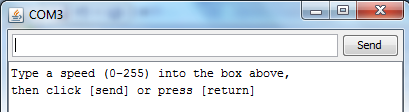 COM3
Send
Type a speed (0-255) into the box above,
then click [send] or press [return]